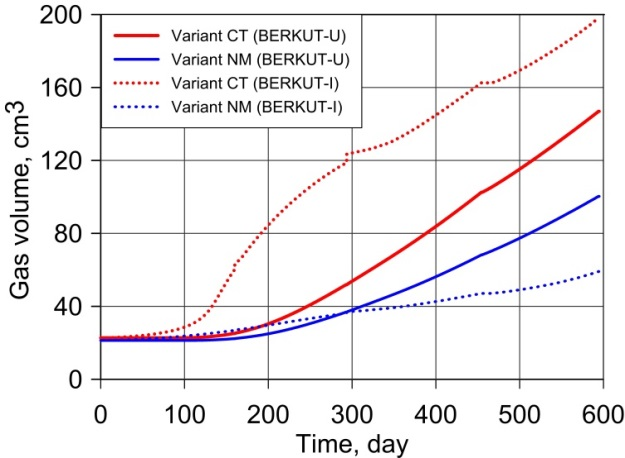 200
160
120
80
40
0
Gas volume, cm3
Variant CT (BERKUT-U)
Variant NM (BERKUT-U)
Variant CT (BERKUT-I)
Variant NM (BERKUT-I)
0 100 200 300 400 500 600
Time, day